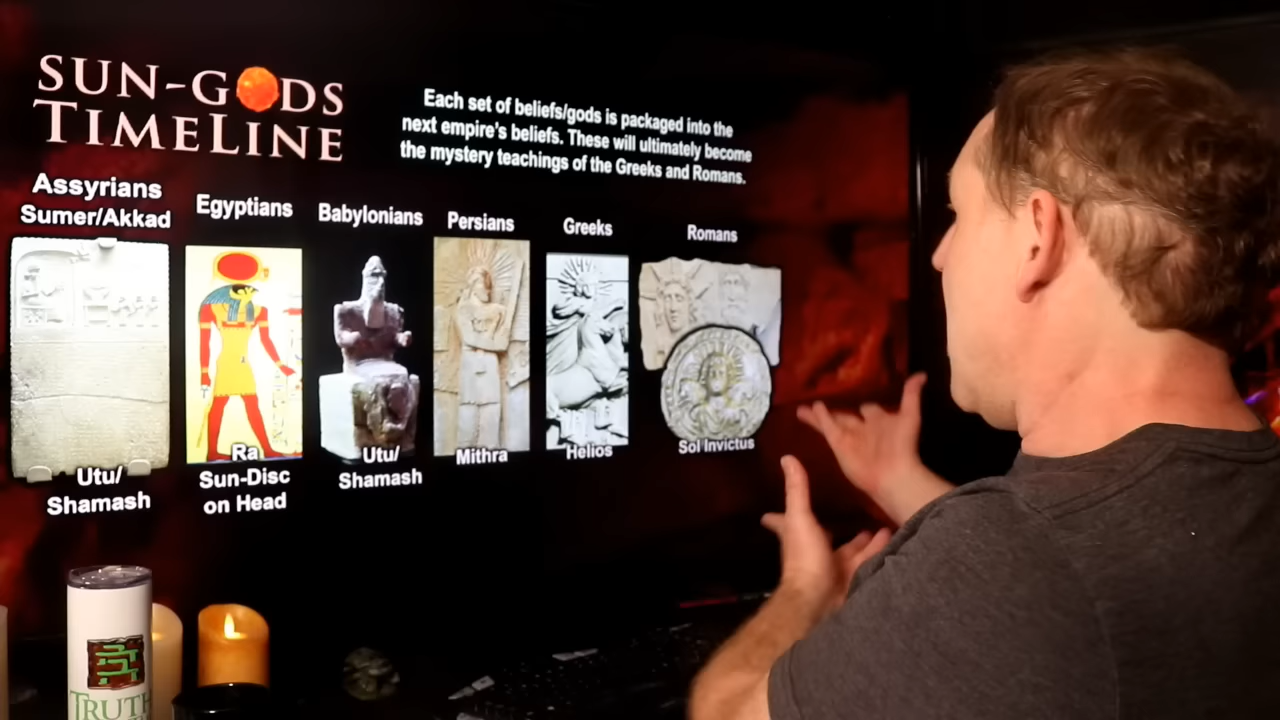 SUN-GODS
TIMELINE
Each set of beliefs/gods is packaged into the
next empire's beliefs. These will ultimately become
the mystery teachings of the Greeks and Romans.
Assyrians
Sumer/Akkad
Egyptians
Babylonians
Persians
Greeks
Romans
Utu/
Shamash
Ra
Sun-Disc
on Head
Utu/
Shamash
Mithra
Helios
Sol Invictus
TRUTH